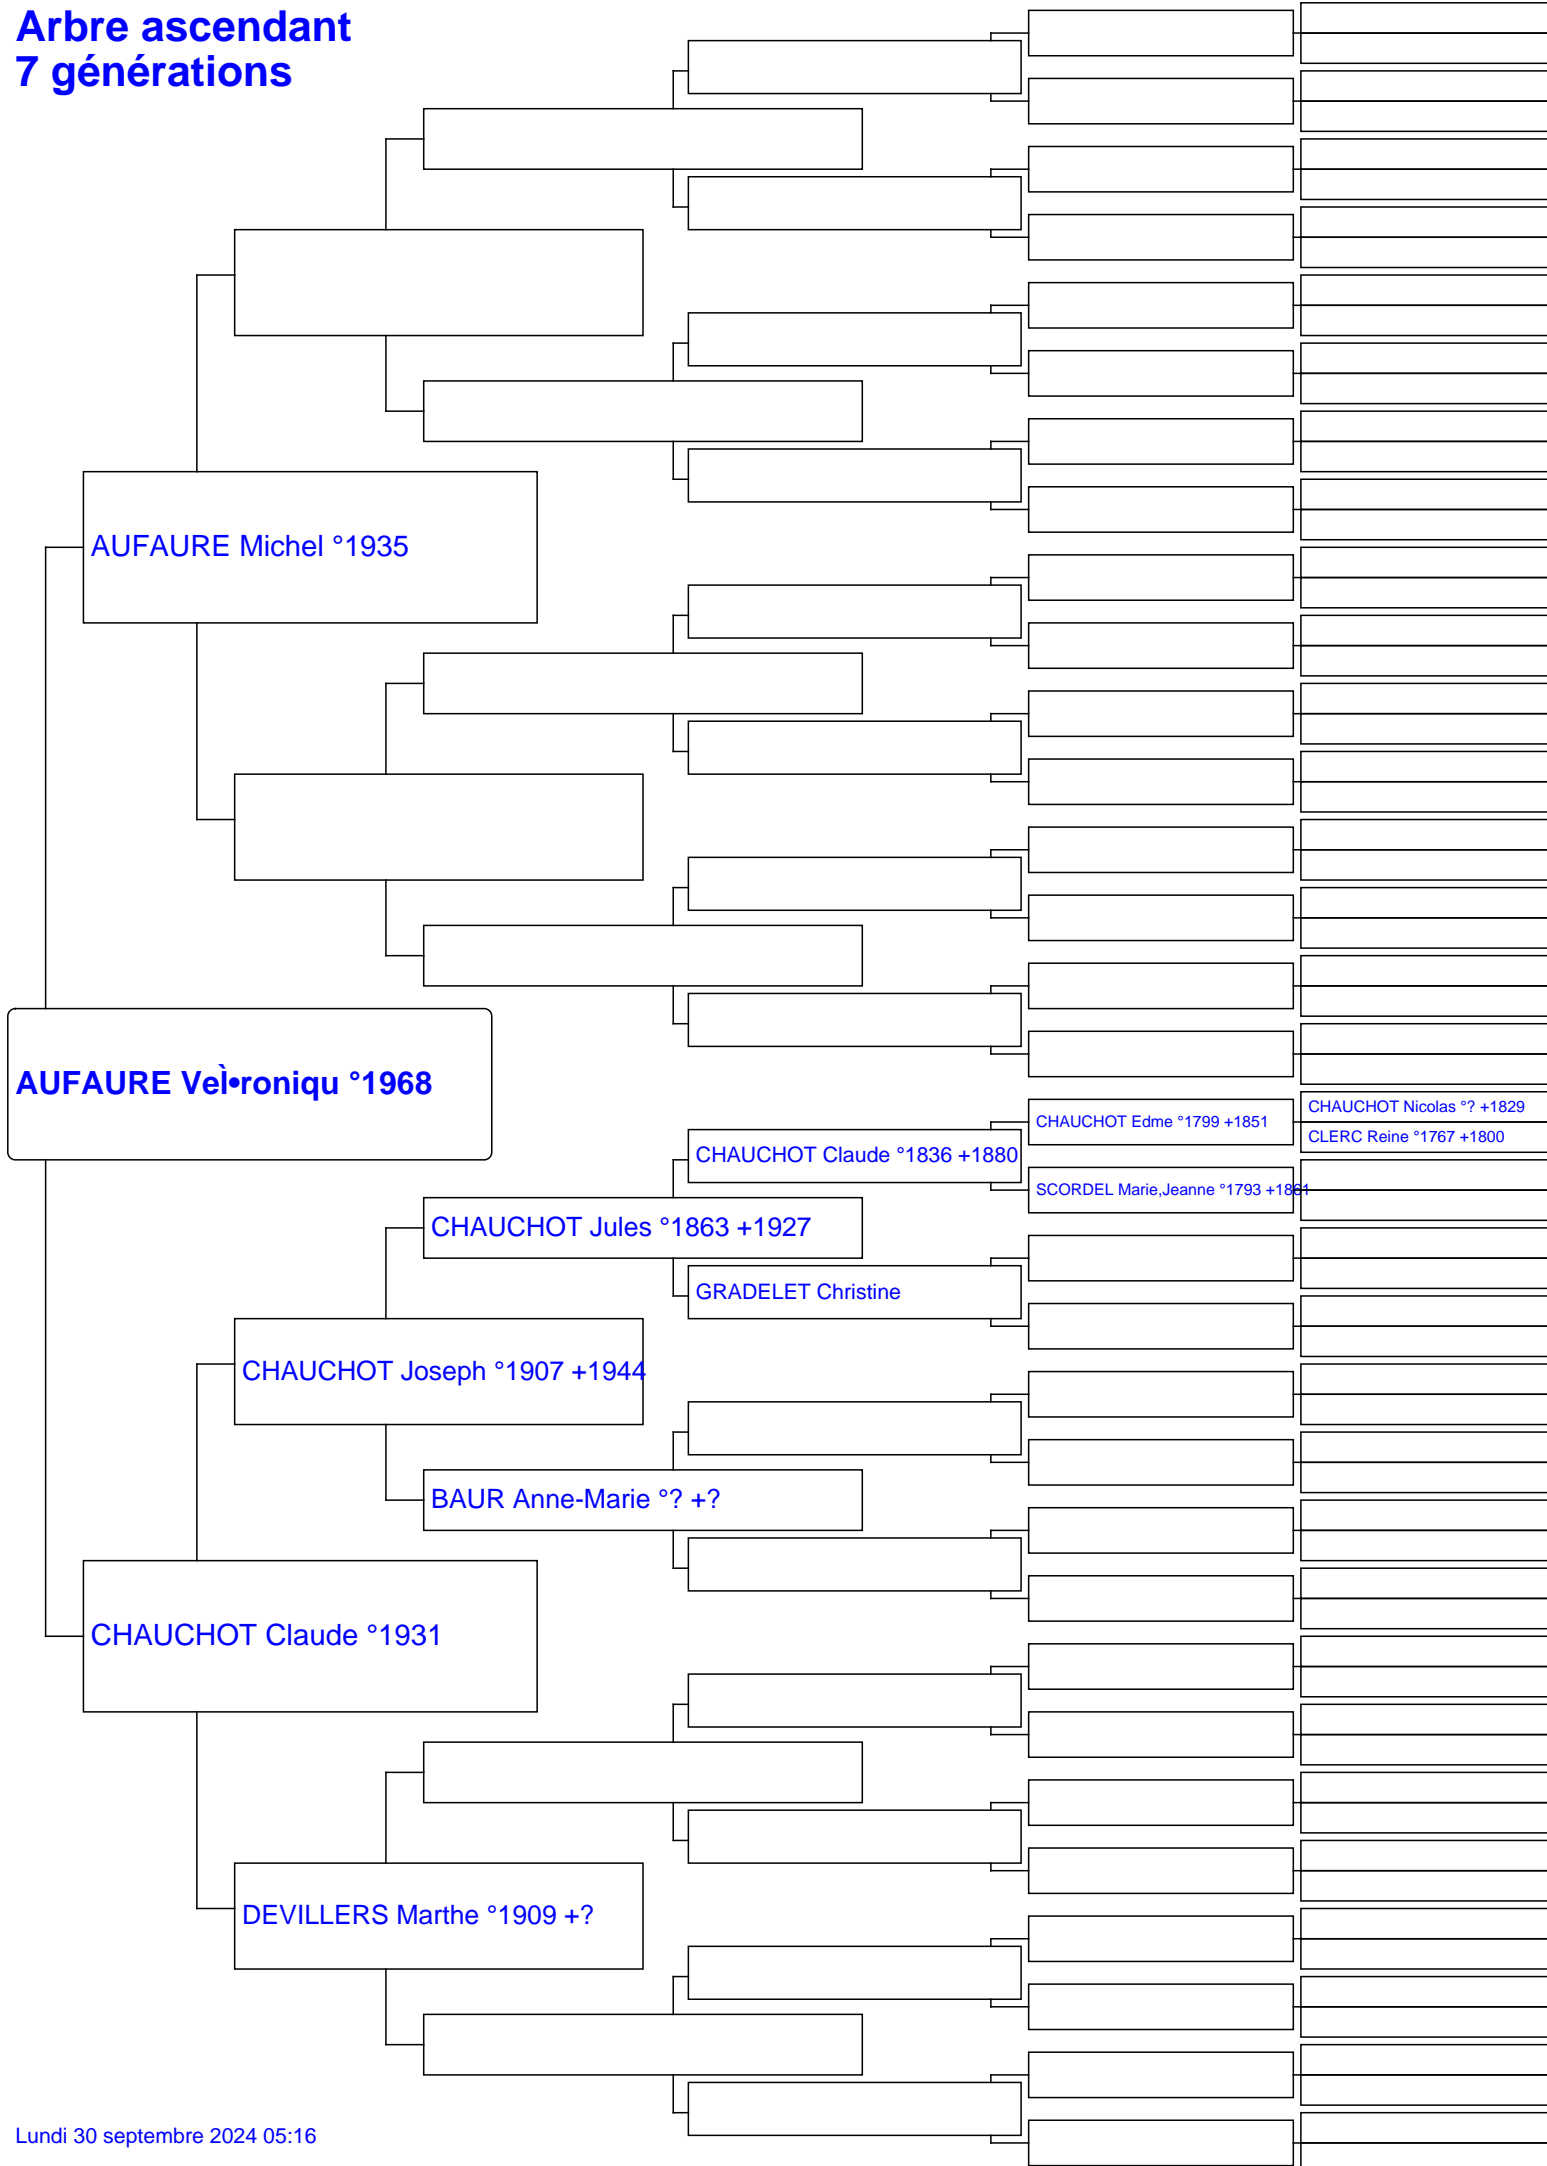 Arbre ascendant
7 générations
AUFAURE Michel °1935
AUFAURE VeÌ•roniqu °1968
CHAUCHOT Edme °1799 +1851
CHAUCHOT Nicolas °? +1829
CLERC Reine °1767 +1800
CHAUCHOT Claude °1836 +1880
SCORDEL Marie,Jeanne °1793 +1861
CHAUCHOT Jules °1863 +1927
GRADELET Christine
CHAUCHOT Joseph °1907 +1944
BAUR Anne-Marie °? +?
CHAUCHOT Claude °1931
DEVILLERS Marthe °1909 +?
Lundi 30 septembre 2024 05:16